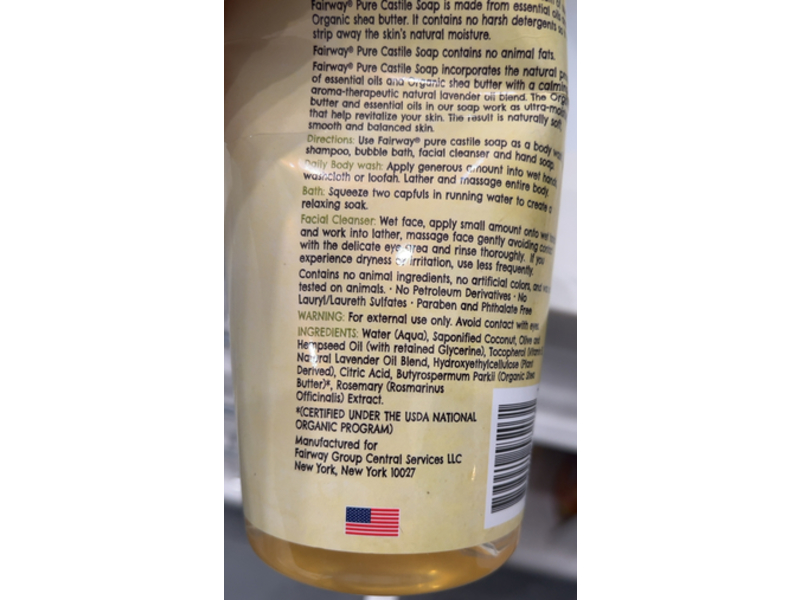 Fairway® Pure Castile Soap is made from essential oils
Organic shea butter. It contains no harsh detergents
strip away the skin's natural moisture.
Fairway® Pure Castile Soap contains no animal fats.
Fairway® Pure Castile Soap incorporates the natural
of essential oils and organic shea butter with a calming
aroma-therapeutic natural lavender oil blend. The
butter and essential oils in our soap work as
that help revitalize your skin. The result is naturally soft,
smooth and balanced skin.
Directions: Use Fairway® pure castile soap as a body
shampoo, bubble bath, facial cleanser and hand soap.
Daily Body wash: Apply generous amount into wet
washcloth or loofah. Lather and massage entire body.
Bath: Squeeze two capfuls in running water to create a
relaxing soak.
Facial Cleanser: Wet face, apply small amount onto wet
and work into lather, massage face gently avoiding
with the delicate eye area and rinse thoroughly. If you
experience dryness or irritation, use less frequently.
Contains no animal ingredients, no artificial colors, and
tested on animals. • No Petroleum Derivatives • No
Lauryl/Laureth Sulfates • Paraben and Phthalate Free
WARNING: For external use only. Avoid contact with eyes.
INGREDIENTS: Water (Aqua), Saponified Coconut, Olive and
Hempseed Oil (with retained Glycerin), Tocopherol
Natural Lavender Oil Blend, Hydroxyethylcellulose (Plant
Derived), Citric Acid, Butyrospermum Parkii (Organic Shea
Butter)*, Rosemary (Rosmarinus
Officinalis) Extract.
*(CERTIFIED UNDER THE USDA NATIONAL
ORGANIC PROGRAM)
Manufactured for
Fairway Group Central Services LLC
New York, New York 10027